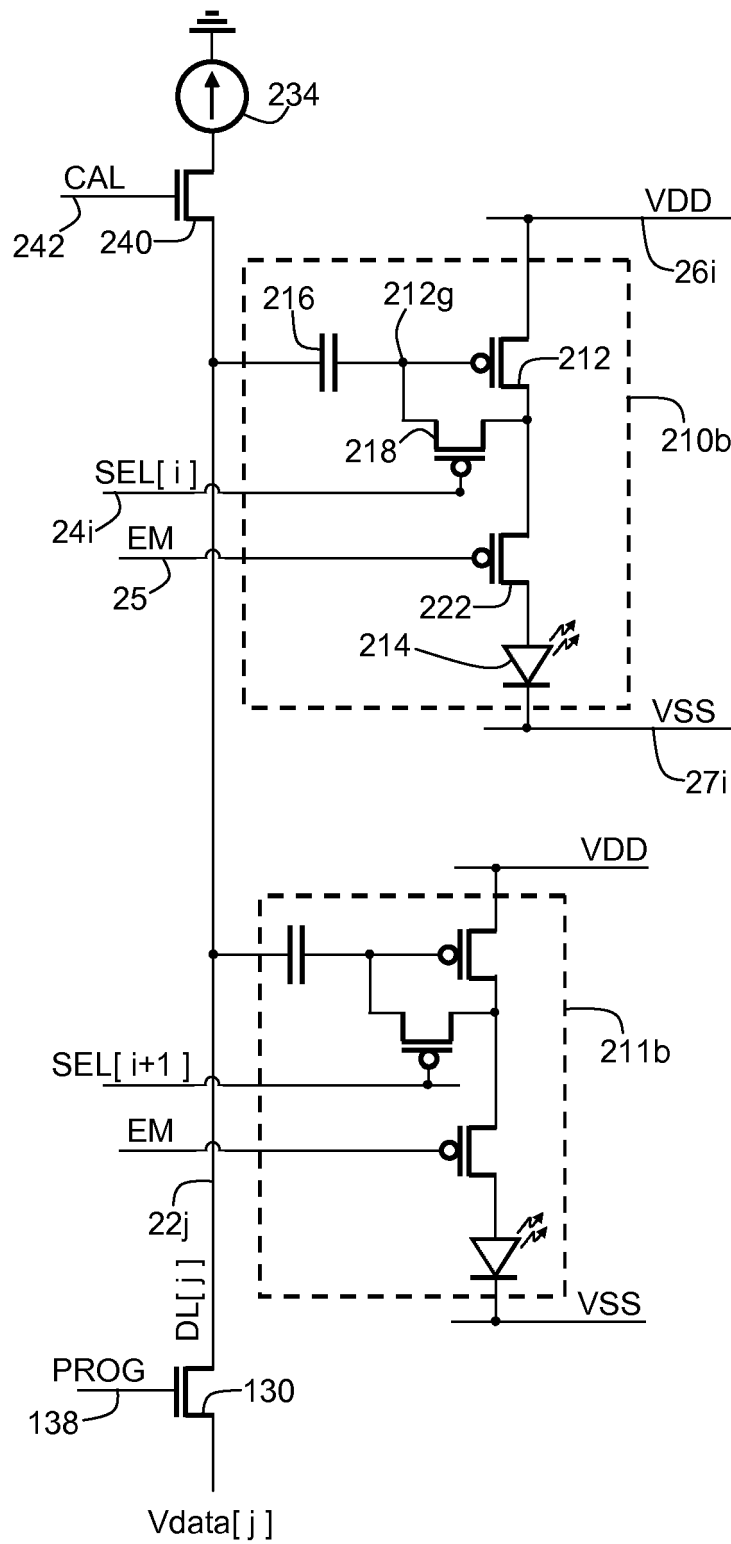 234
CAL
242
240
VDD
26i
216
212g
212
218
210b
SEL[ i ]
24i
EM
25
222
214
VSS
27i
VDD
211b
SEL[ i+1 ]
EM
22j
DL[ j ]
VSS
PROG
138
130
Vdata[ j ]